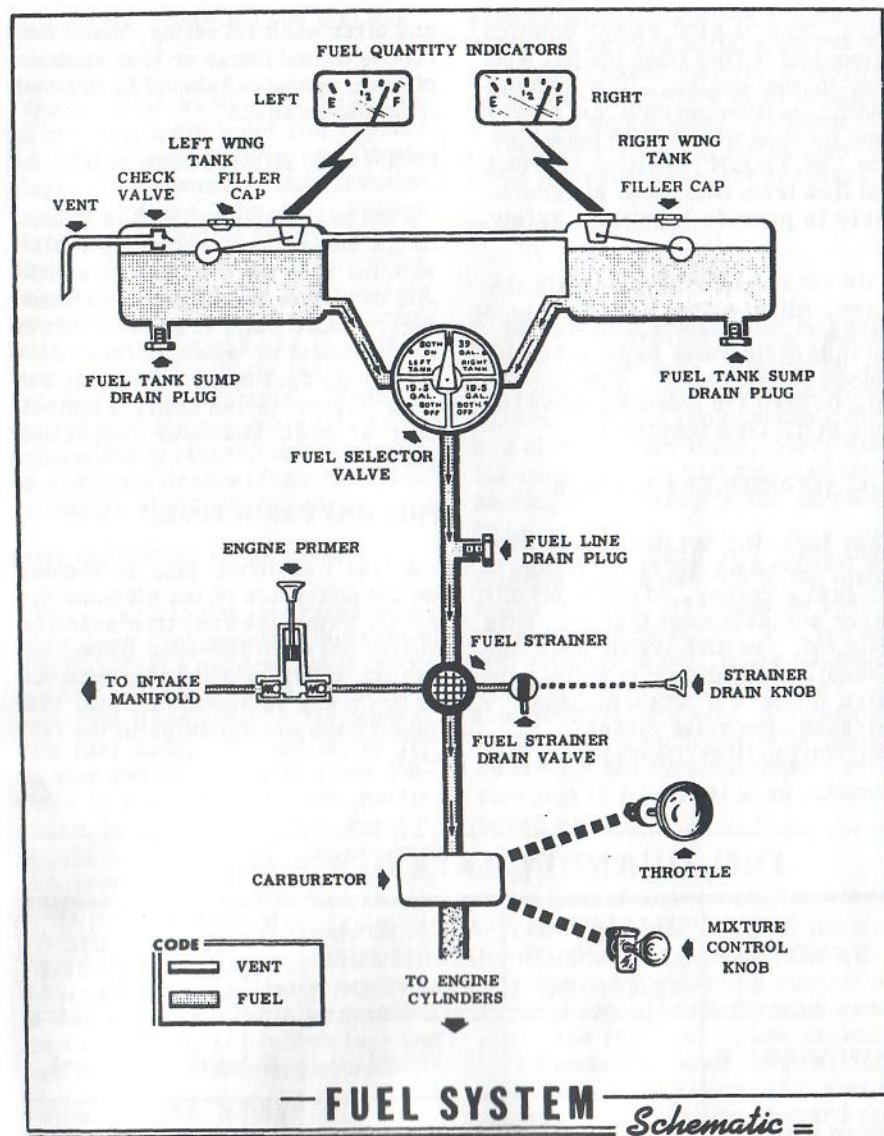 FUEL QUANTITY INDICATORS
LEFT
E F
E F
RIGHT
LEFT WING
TANK
CHECK
VALVE
FILLER
CAP
VENT
RIGHT WING
TANK
FILLER CAP
BOTH
ON
39
GAL.
LEFT
TANK
RIGHT
TANK
19.5
GAL.
19.5
GAL.
BOTH
OFF
BOTH
OFF
FUEL TANK SUMP
DRAIN PLUG
FUEL TANK SUMP
DRAIN PLUG
FUEL SELECTOR
VALVE
ENGINE PRIMER
FUEL LINE
DRAIN PLUG
FUEL STRAINER
TO INTAKE
MANIFOLD
STRAINER
DRAIN KNOB
FUEL STRAINER
DRAIN VALVE
CARBURETOR
THROTTLE
MIXTURE
CONTROL
KNOB
CODE
VENT
FUEL
TO ENGINE
CYLINDERS
FUEL SYSTEM
Schematic